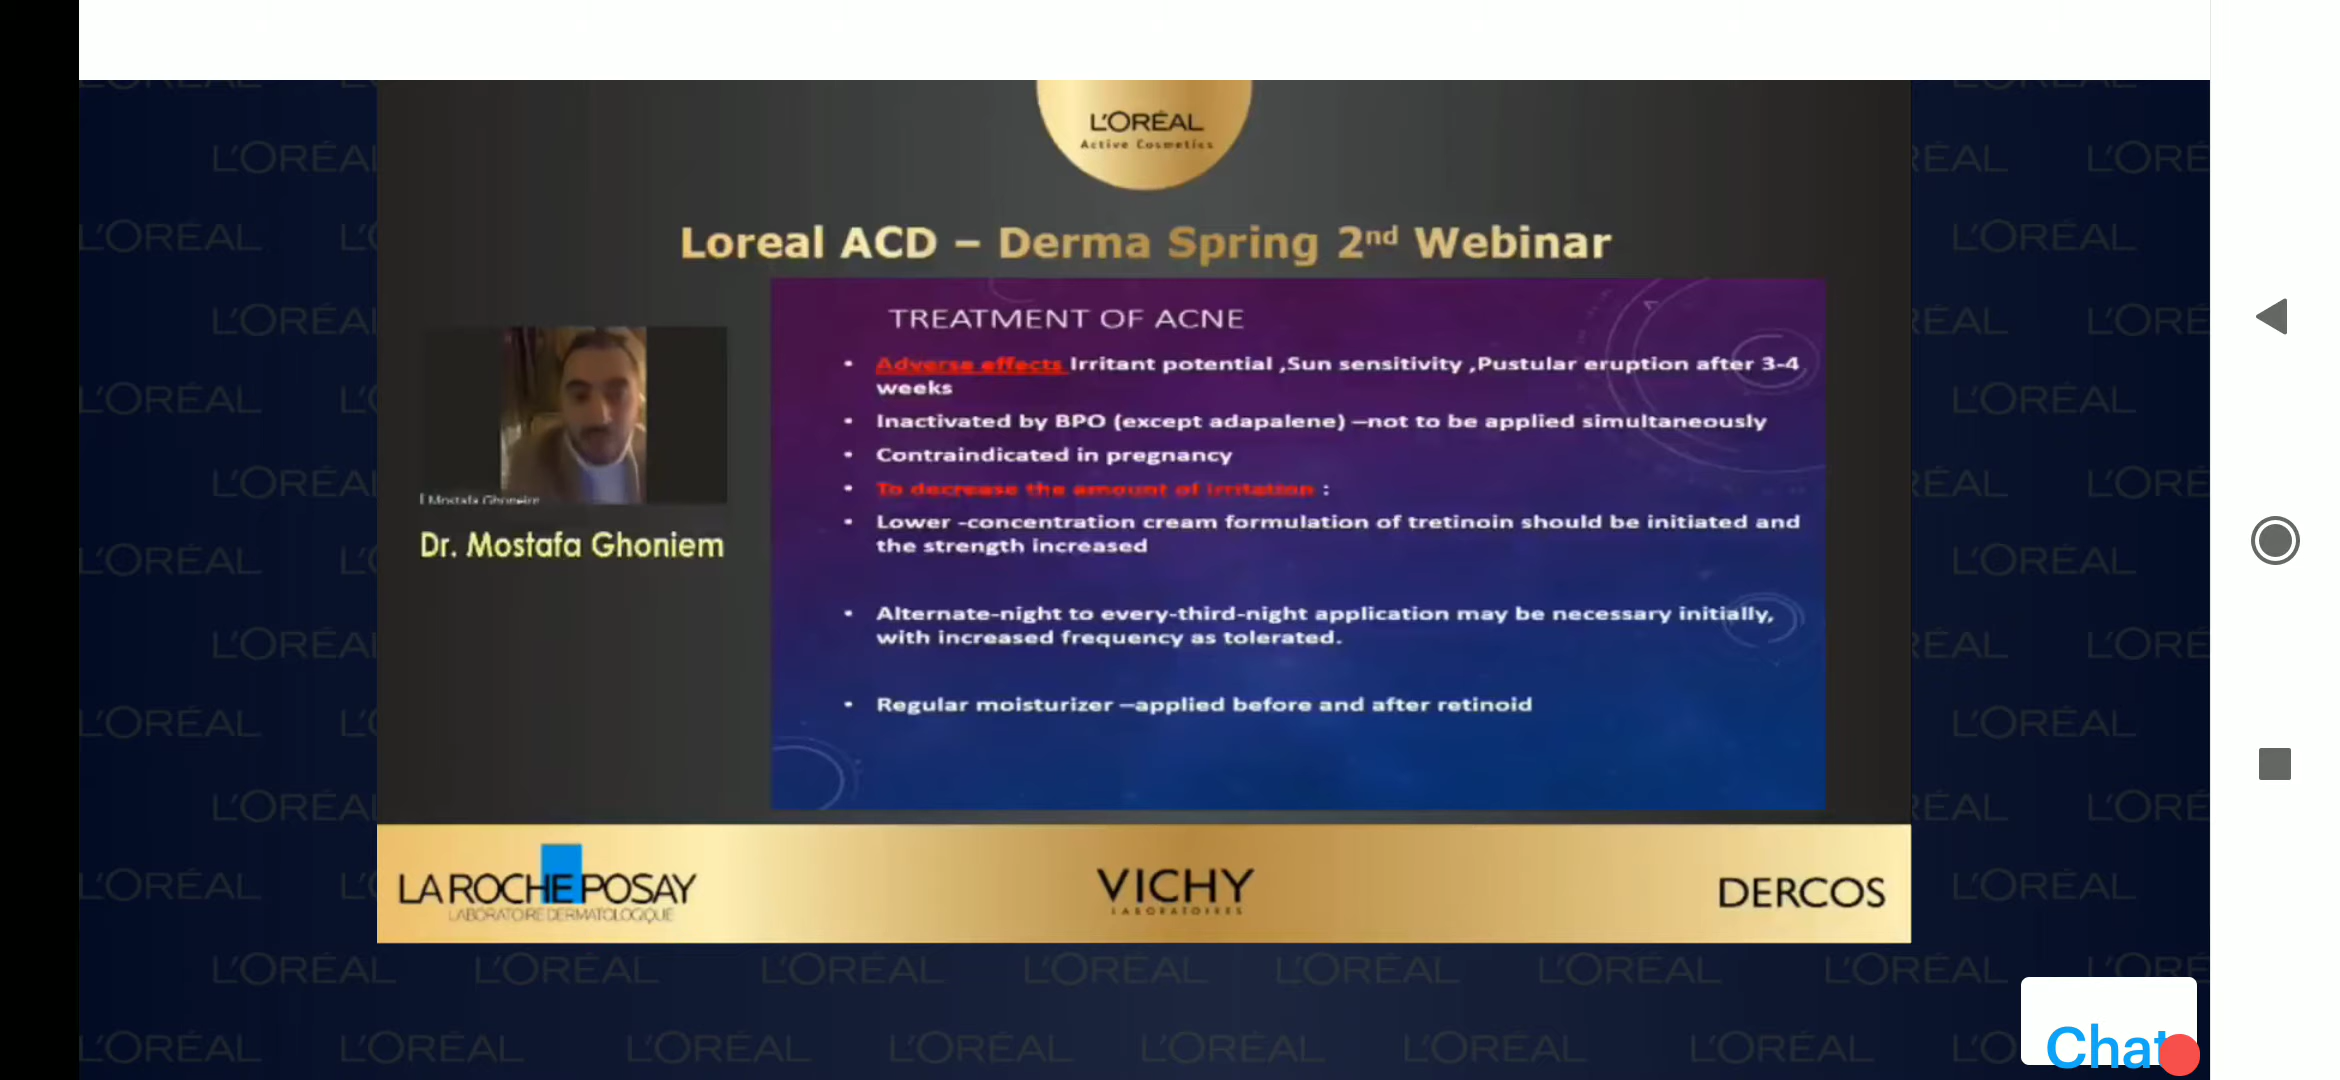 L'ORÉAL
Active Cosmetics
Loreal ACD – Derma Spring 2nd Webinar
TREATMENT OF ACNE
• Adverse effects Irritant potential ,Sun sensitivity ,Pustular eruption after 3-4
weeks
• Inactivated by BPO (except adapalene) –not to be applied simultaneously
• Contraindicated in pregnancy
• To decrease the amount of irritation :
• Lower -concentration cream formulation of tretinoin should be initiated and
the strength increased
• Alternate-night to every-third-night application may be necessary initially,
with increased frequency as tolerated.
• Regular moisturizer –applied before and after retinoid
Mostafa Ghoneim
Dr. Mostafa Ghoniem
LA ROCHE POSAY
LABORATOIRE DERMATOLOGIQUE
VICHY
LABORATOIRES
DERCOS
L'ORÉAL
Chat